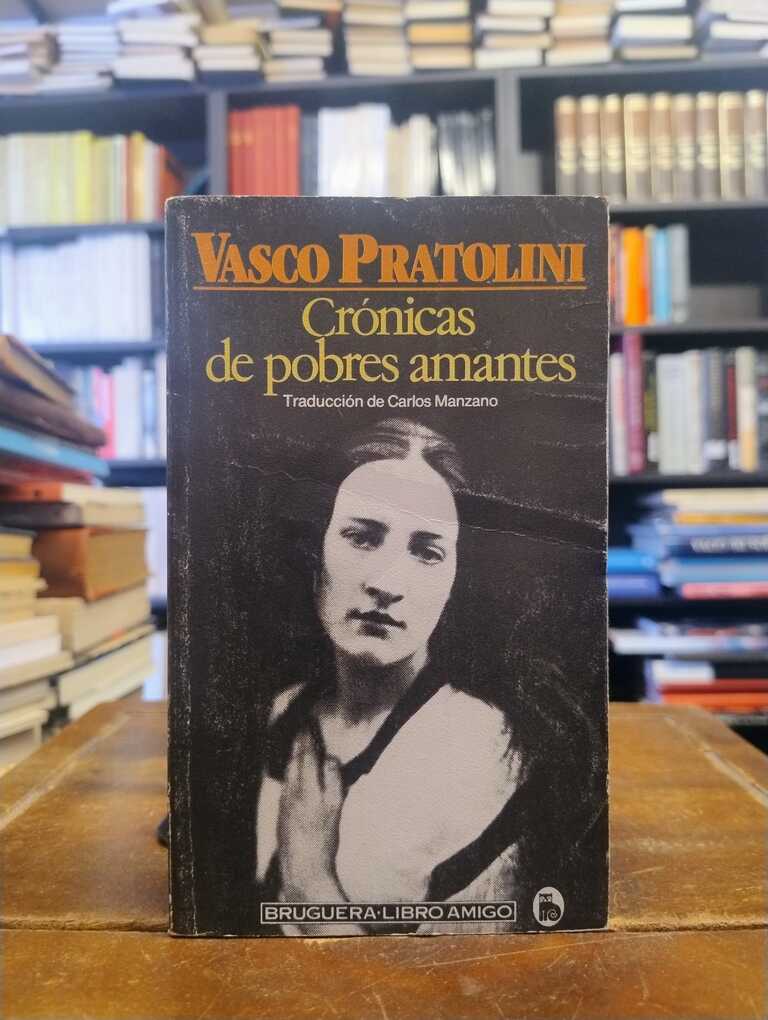 VASCO PRATOLINI
Crónicas
de pobres amantes
Traducción de Carlos Manzano
BRUGUERA·LIBRO AMIGO